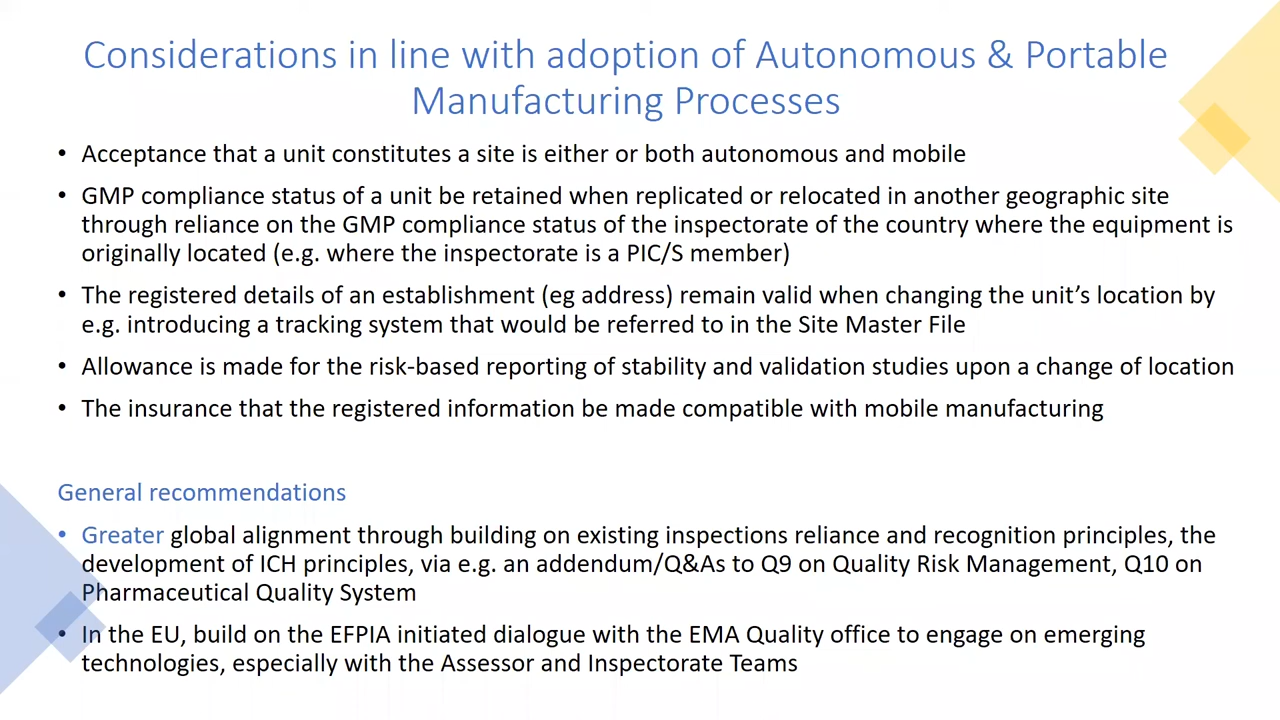 Considerations in line with adoption of Autonomous & Portable
Manufacturing Processes
• Acceptance that a unit constitutes a site is either or both autonomous and mobile
• GMP compliance status of a unit be retained when replicated or relocated in another geographic site
through reliance on the GMP compliance status of the inspectorate of the country where the equipment is
originally located (e.g. where the inspectorate is a PIC/S member)
• The registered details of an establishment (eg address) remain valid when changing the unit’s location by
e.g. introducing a tracking system that would be referred to in the Site Master File
• Allowance is made for the risk-based reporting of stability and validation studies upon a change of location
• The insurance that the registered information be made compatible with mobile manufacturing
General recommendations
• Greater global alignment through building on existing inspections reliance and recognition principles, the
development of ICH principles, via e.g. an addendum/Q&As to Q9 on Quality Risk Management, Q10 on
Pharmaceutical Quality System
• In the EU, build on the EFPIA initiated dialogue with the EMA Quality office to engage on emerging
technologies, especially with the Assessor and Inspectorate Teams